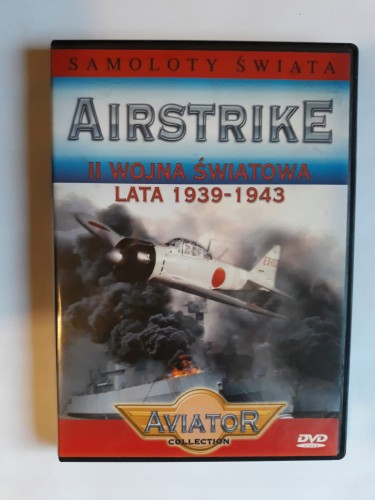 SAMOLOTY ŚWIATA
AIRSTRIKE
II WOJNA ŚWIATOWA
LATA 1939-1943
AVIATOR
COLLECTION
DVD